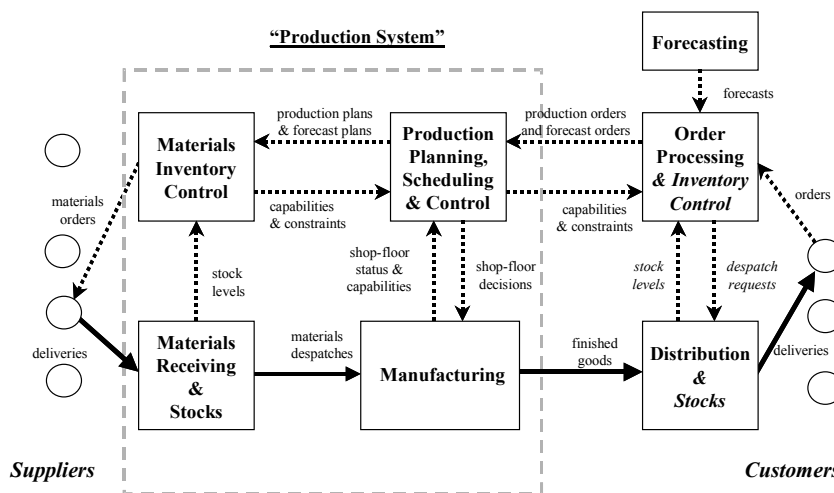 “Production System”
Forecasting
forecasts
production plans
& forecast plans
production orders
and forecast orders
Materials
Inventory
Control
Production
Planning,
Scheduling
& Control
Order
Processing
& Inventory
Control
materials
orders
capabilities
& constraints
capabilities
& constraints
orders
stock
levels
shop-floor
status &
capabilities
shop-floor
decisions
stock
levels
despatch
requests
deliveries
Materials
Receiving
&
Stocks
materials
despatches
Manufacturing
finished
goods
Distribution
&
Stocks
deliveries
Suppliers
Customers